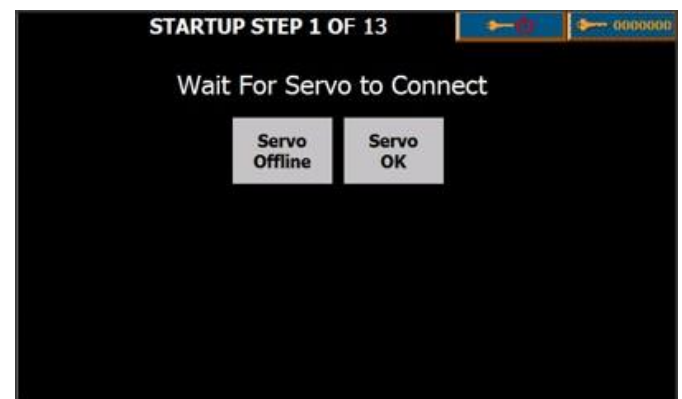 STARTUP STEP 1 OF 13
0000000
Wait For Servo to Connect
Servo
Offline
Servo
OK